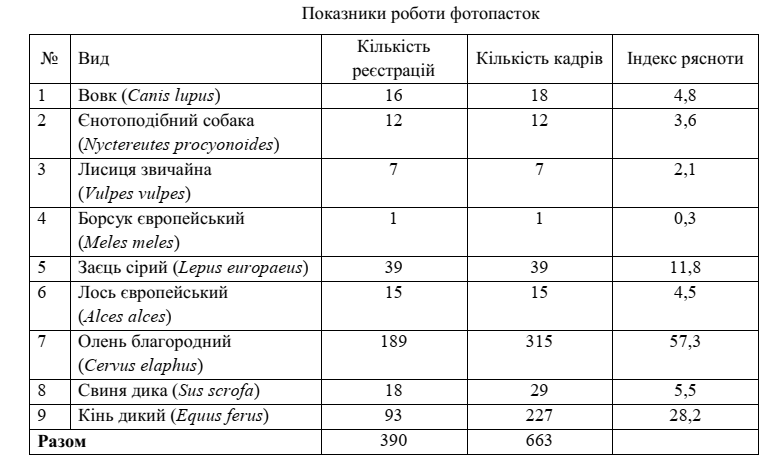 Показники роботи фотопасток
№ Вид Кількість реєстрацій Кількість кадрів Індекс рясноти
1 Вовк (Canis lupus) 16 18 4,8
2 Єнотоподібний собака 12 12 3,6
(Nyctereutes procyonoides)
3 Лисиця звичайна 7 7 2,1
(Vulpes vulpes)
4 Борсук європейський 1 1 0,3
(Meles meles)
5 Заєць сірий (Lepus europaeus) 39 39 11,8
6 Лось європейський 15 15 4,5
(Alces alces)
7 Олень благородний 189 315 57,3
(Cervus elaphus)
8 Свиня дика (Sus scrofa) 18 29 5,5
9 Кінь дикий (Equus ferus) 93 227 28,2
Разом 390 663